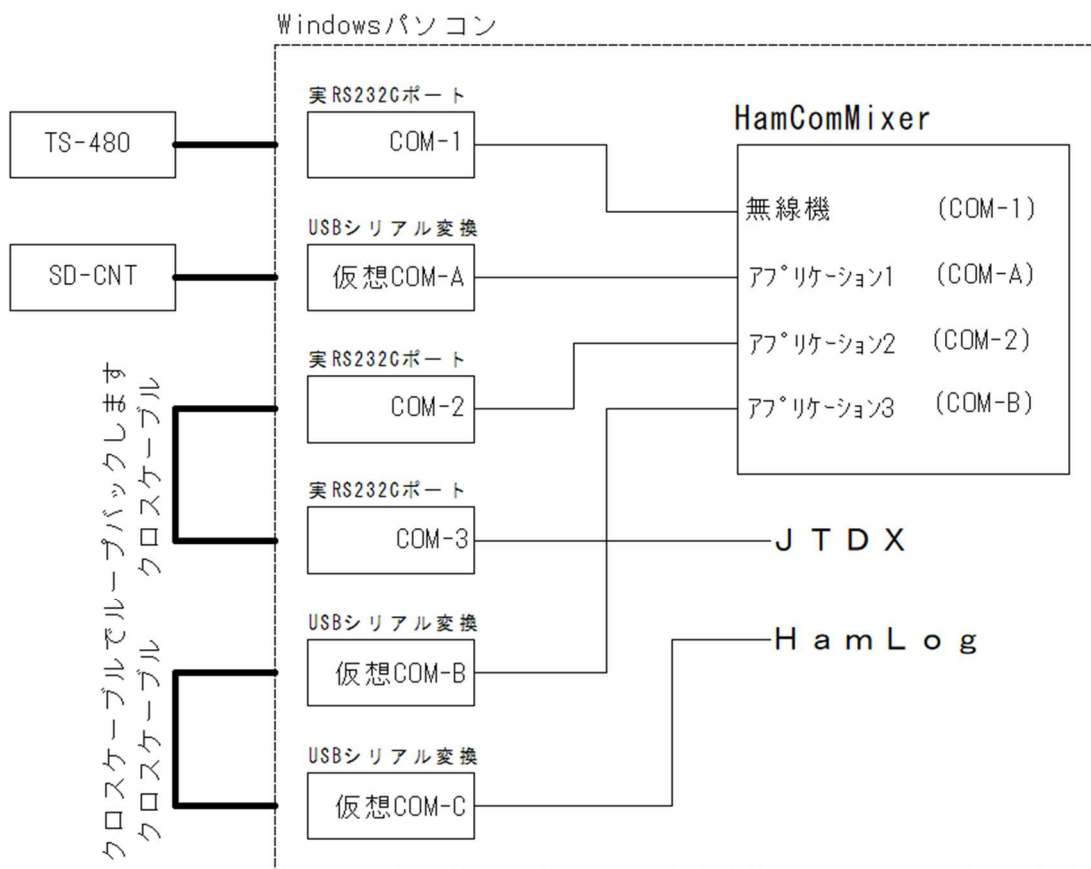 Windowsパソコン
実RS232Cポート
TS-480
COM-1
HamComMixer
無線機 (COM-1)
USBシリアル変換
SD-CNT
仮想COM-A
アプリケーション1 (COM-A)
実RS232Cポート
COM-2
アプリケーション2 (COM-2)
アプリケーション3 (COM-B)
クロスケーブルでループバックします
クロスケーブル
実RS232Cポート
COM-3
JTDX
USBシリアル変換
仮想COM-B
HamLog
クロスケーブル
USBシリアル変換
仮想COM-C